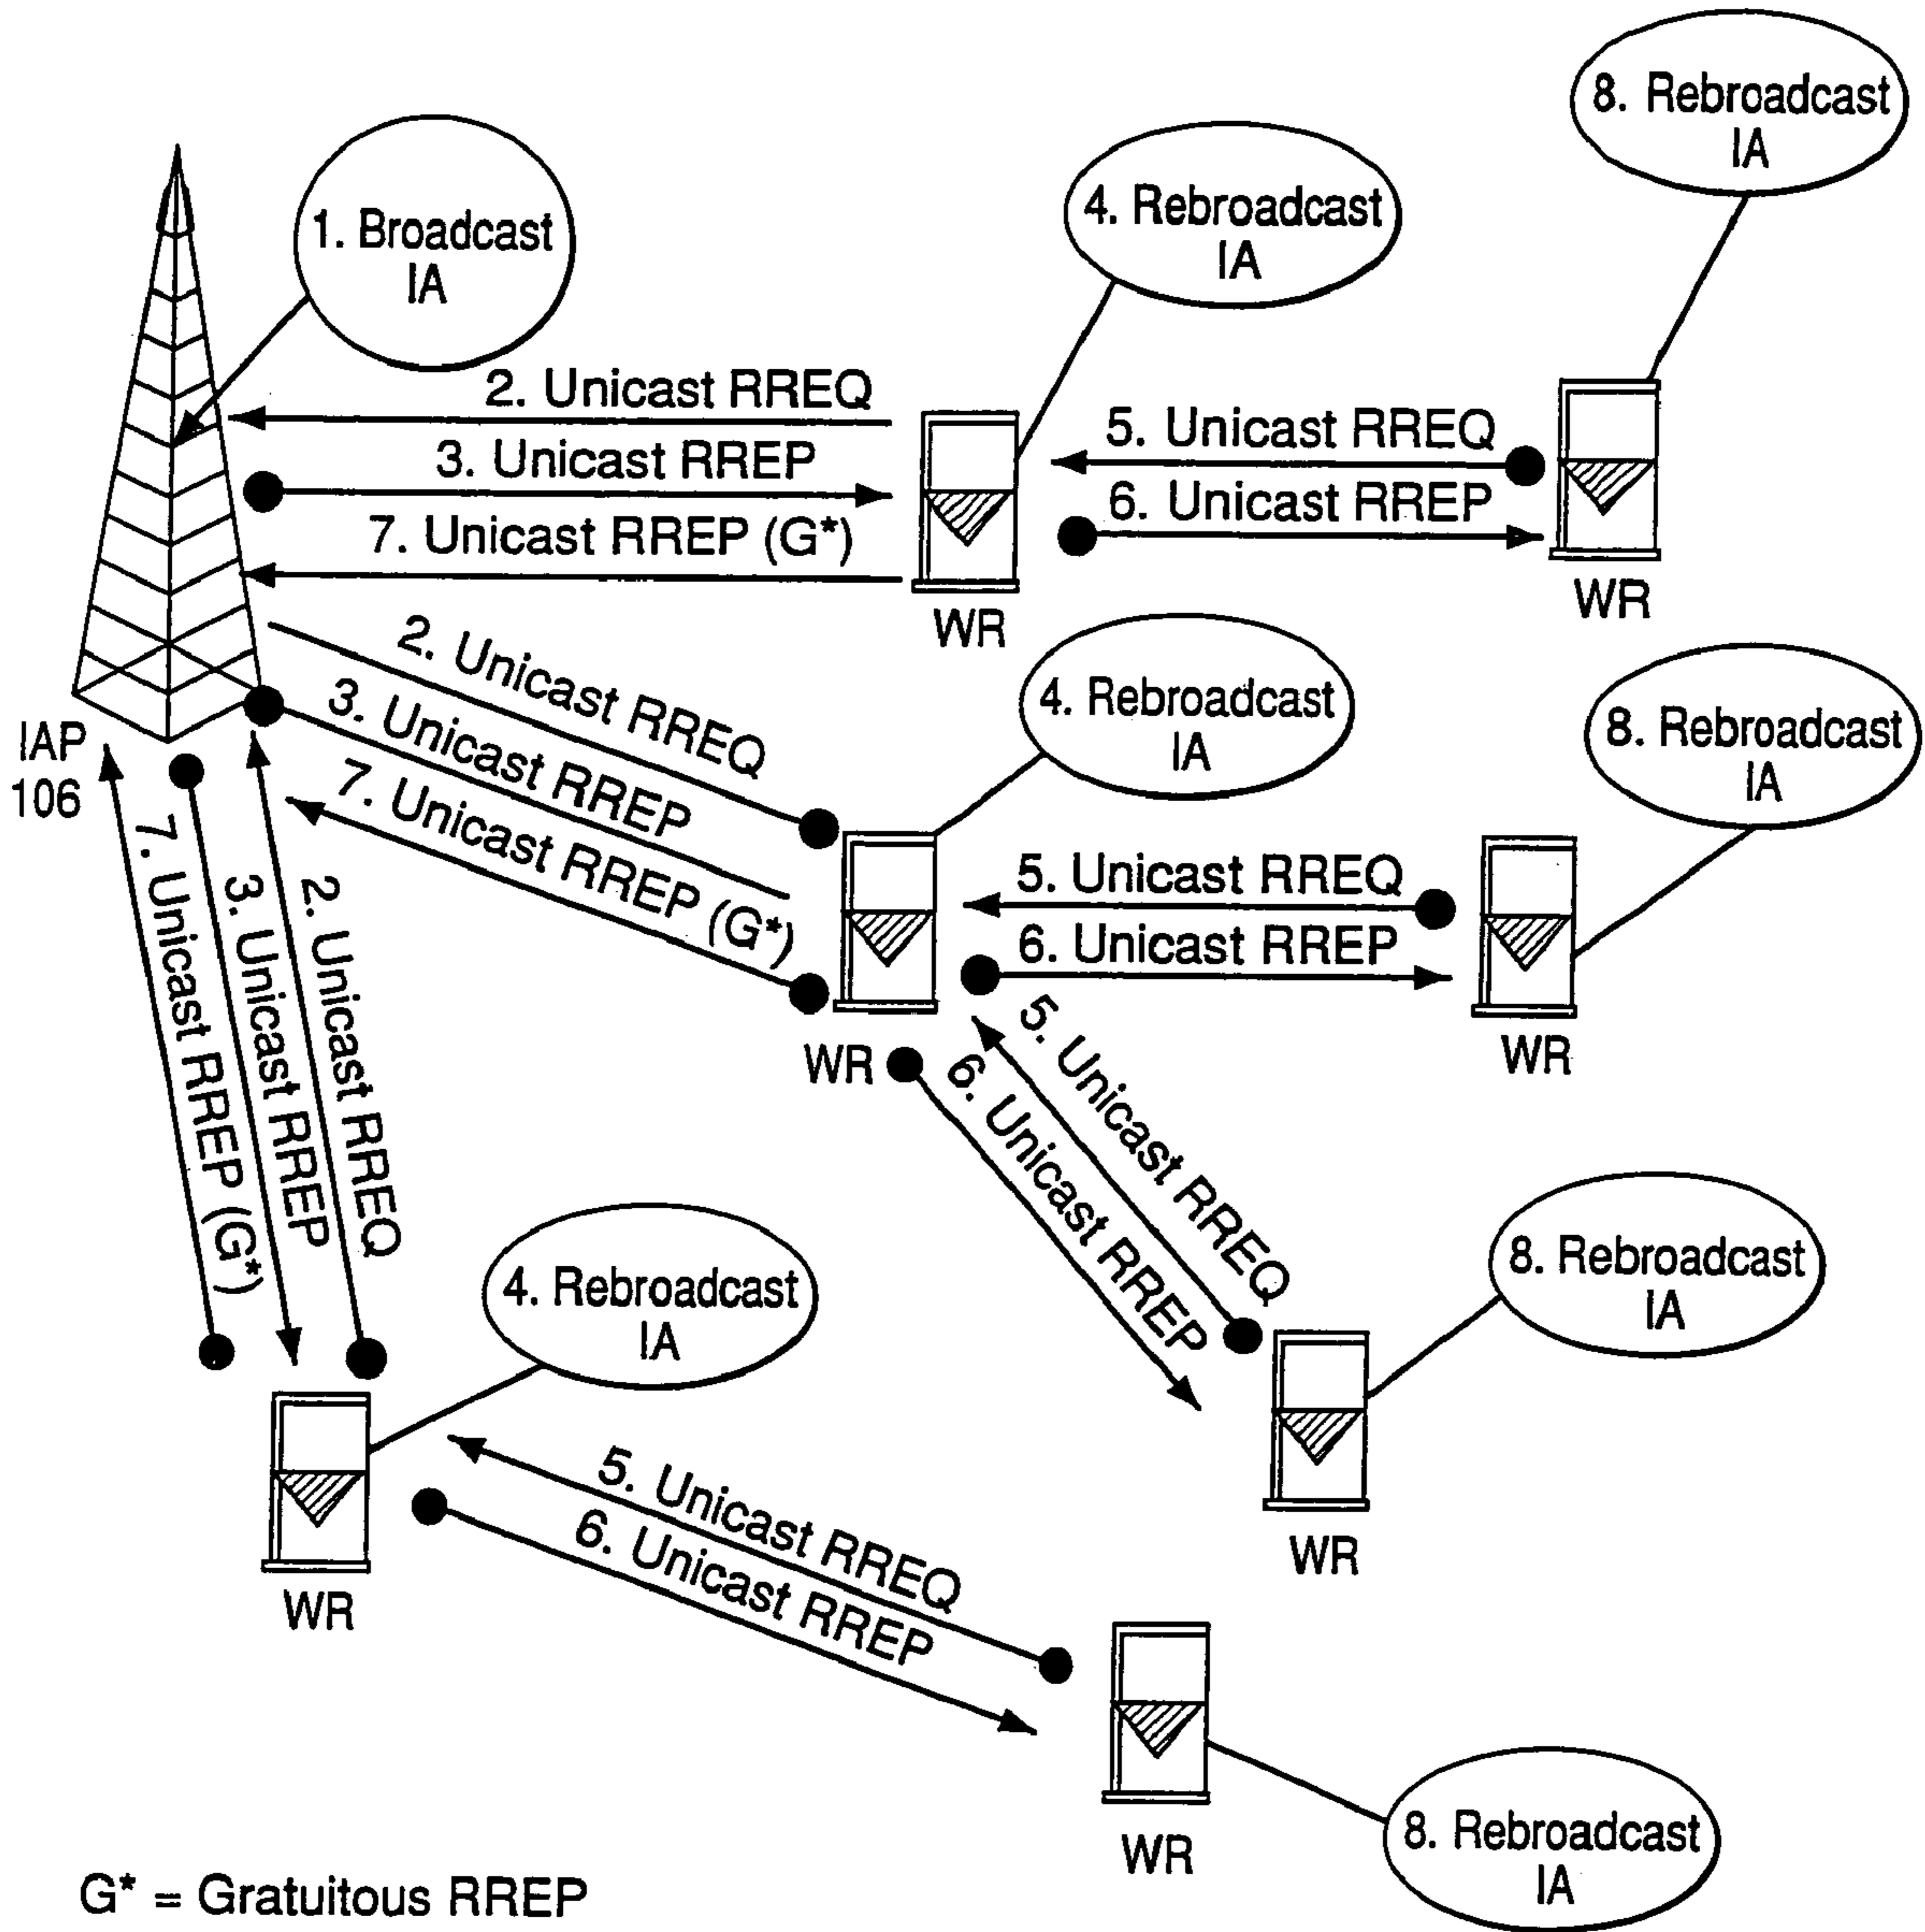 8. Rebroadcast
IA
1. Broadcast
IA
4. Rebroadcast
IA
2. Unicast RREQ
3. Unicast RREP
7. Unicast RREP (G*)
5. Unicast RREQ
6. Unicast RREP
WR
WR
2. Unicast RREQ
3. Unicast RREP
7. Unicast RREP (G*)
4. Rebroadcast
IA
8. Rebroadcast
IA
IAP
106
7. Unicast RREP (G*)
3. Unicast RREP
2. Unicast RREQ
5. Unicast RREQ
6. Unicast RREP
WR
WR
5. Unicast RREQ
6. Unicast RREP
4. Rebroadcast
IA
8. Rebroadcast
IA
WR
WR
5. Unicast RREQ
6. Unicast RREP
WR
8. Rebroadcast
IA
G* = Gratuitous RREP